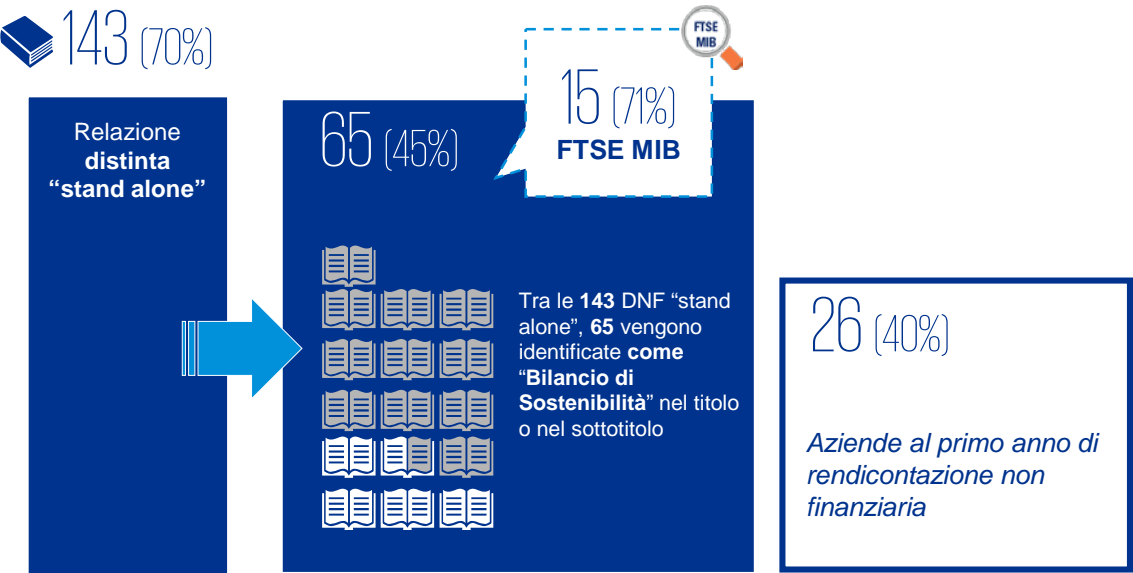 143 (70%)
Relazione
distinta
“stand alone”
65 (45%)
FTSE
MIB
15 (71%)
FTSE MIB
Tra le 143 DNF “stand
alone”, 65 vengono
identificate come
“Bilancio di
Sostenibilità” nel titolo
o nel sottotitolo
26 (40%)
Aziende al primo anno di
rendicontazione non
finanziaria